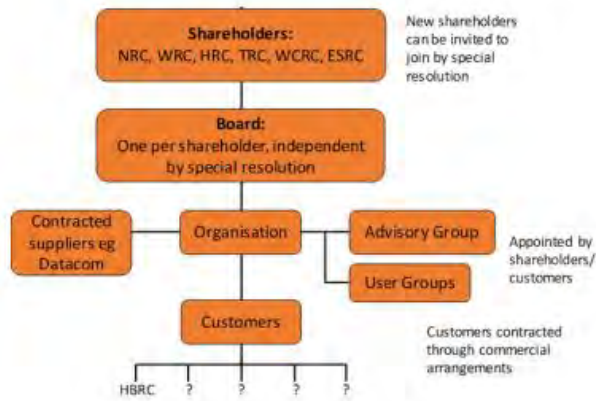 Shareholders:
NRC, WRC, HRC, TRC, WCRC, ESRC
New shareholders
can be invited to
join by special
resolution
Board:
One per shareholder, independent
by special resolution
Contracted
suppliers eg
Datacom
Organisation
Advisory Group
User Groups
Appointed by
shareholders/
customers
Customers
Customers contracted
through commercial
arrangements
HBRC ? ? ? ?